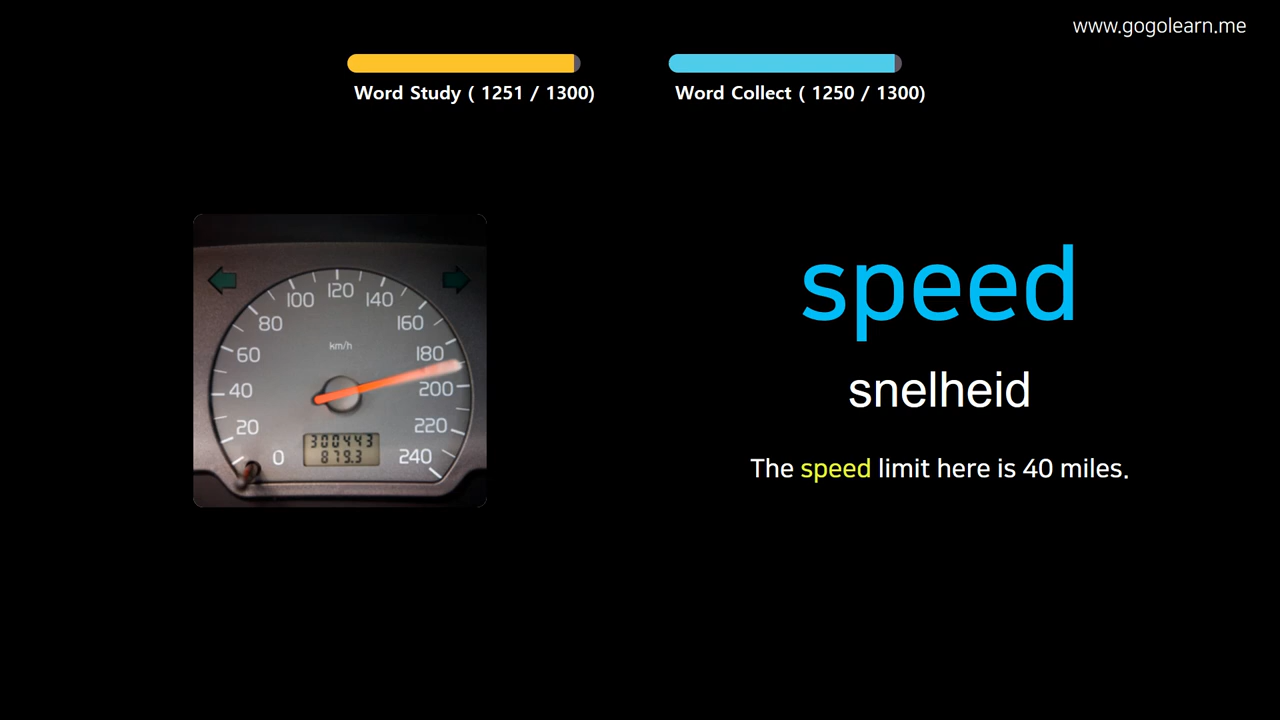 www.gogolearn.me
Word Study ( 1251 / 1300)
Word Collect ( 1250 / 1300)
120
100
140
80
160
km/h
60
180
40
200
20
220
300443
0
240
879.3
speed
snelheid
The speed limit here is 40 miles.